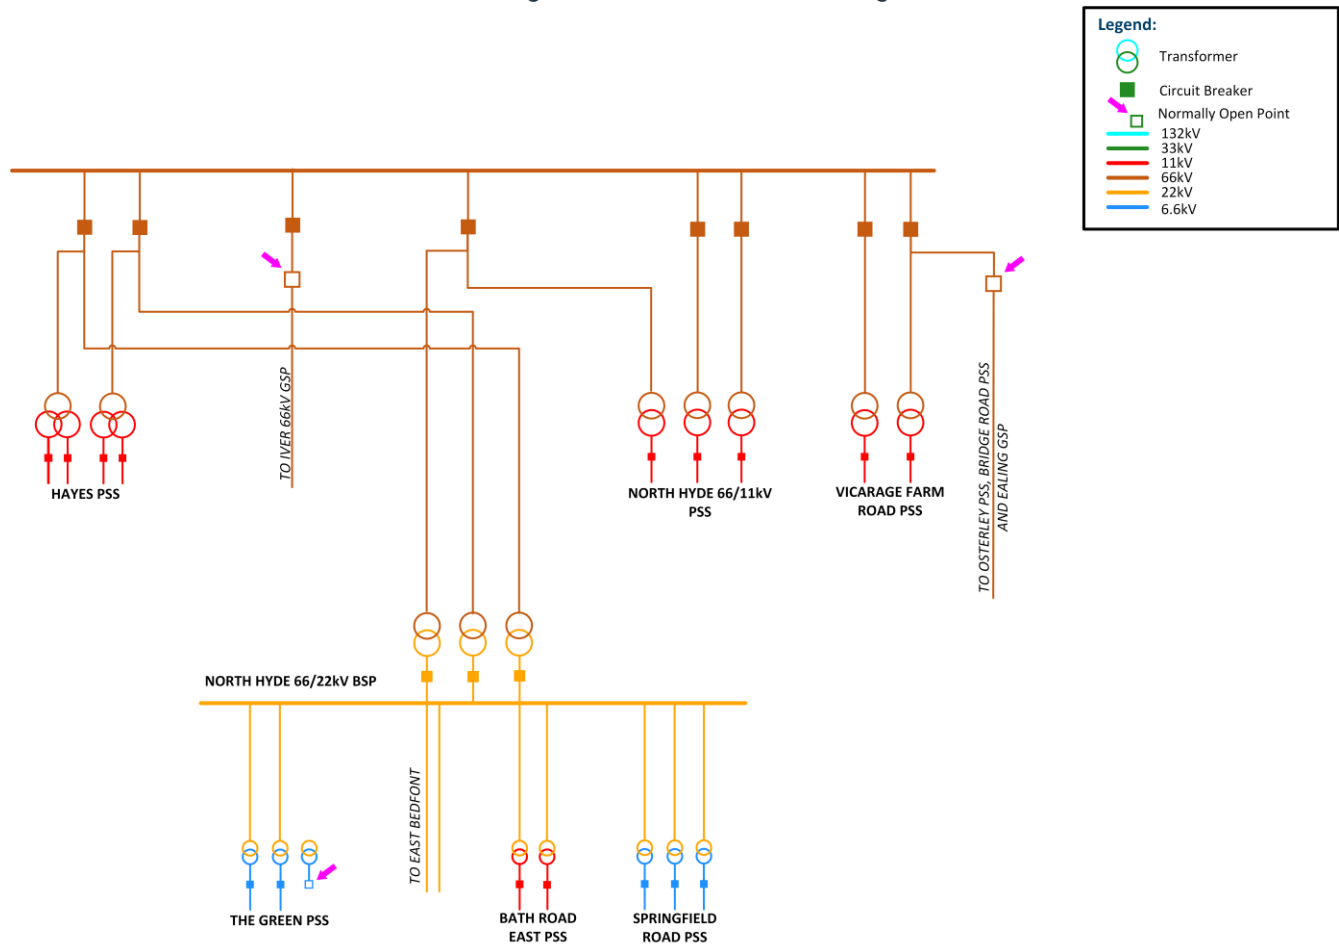 Legend:
Transformer
Circuit Breaker
Normally Open Point
132kV
33kV
11kV
66kV
22kV
6.6kV
TO IVER 66kV GSP
HAYES PSS
NORTH HYDE 66/11kV
PSS
VICARAGE FARM
ROAD PSS
TO OSTERLEY PSS, BRIDGE ROAD PSS
AND EALING GSP
NORTH HYDE 66/22kV BSP
TO EAST BEDFONT
THE GREEN PSS
BATH ROAD
EAST PSS
SPRINGFIELD
ROAD PSS